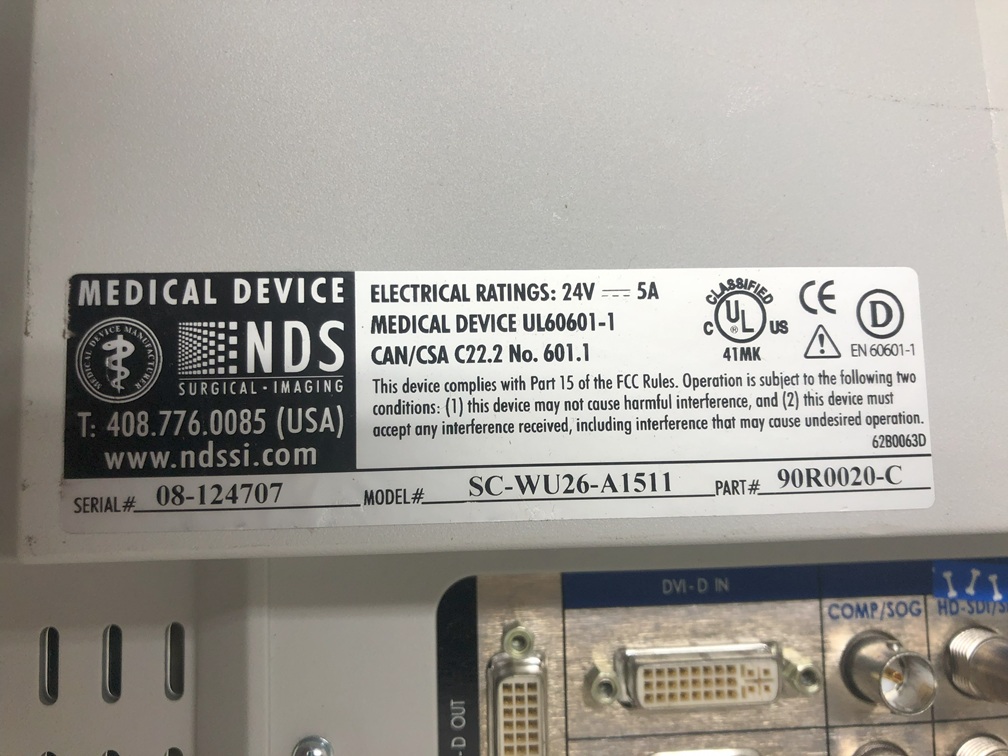 MEDICAL DEVICE
MEDICAL DEVICE MANUFACTURER
NDS
SURGICAL - IMAGING
T: 408.776.0085 (USA)
www.ndssi.com
ELECTRICAL RATINGS: 24V ⎓ 5A
MEDICAL DEVICE UL60601-1
CAN/CSA C22.2 No. 601.1
CLASSIFIED
C UL ® US
41MK
CE
D
EN 60601-1
This device complies with Part 15 of the FCC Rules. Operation is subject to the following two
conditions: (1) this device may not cause harmful interference, and (2) this device must
accept any interference received, including interference that may cause undesired operation.
62B0063D
SERIAL# 08-124707 MODEL# SC-WU26-A1511 PART# 90R0020-C
DVI-D IN
COMP/SOG